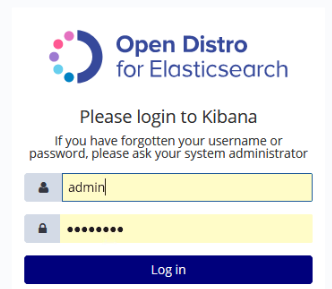 Open Distro
for Elasticsearch
Please login to Kibana
If you have forgotten your username or
password, please ask your system administrator
admin
••••••••
Log in